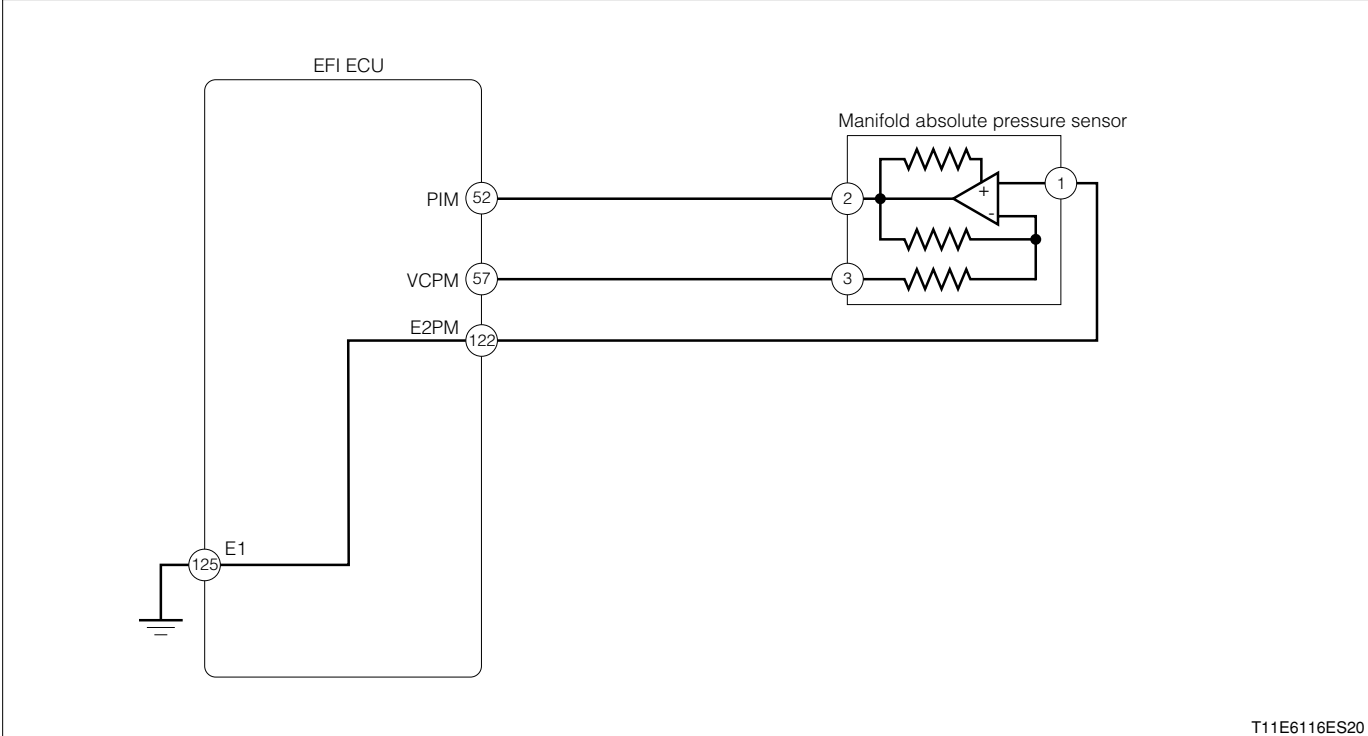 EFI ECU
Manifold absolute pressure sensor
PIM 52
2
+
-
1
VCPM 57
3
E2PM
122
E1
125
T11E6116ES20